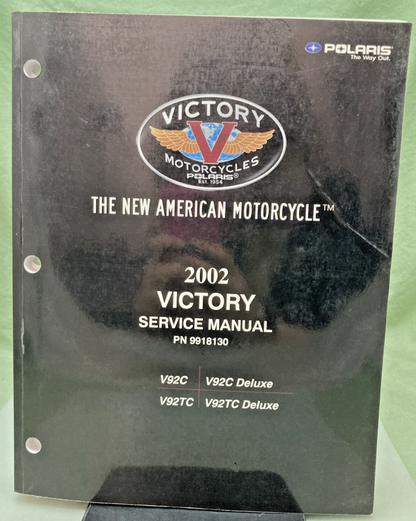 POLARIS®
The Way Out.
VICTORY
V
MOTORCYCLES
POLARIS®
Est. 1954
THE NEW AMERICAN MOTORCYCLE™
2002
VICTORY
SERVICE MANUAL
PN 9918130
V92C V92C Deluxe
V92TC V92TC Deluxe